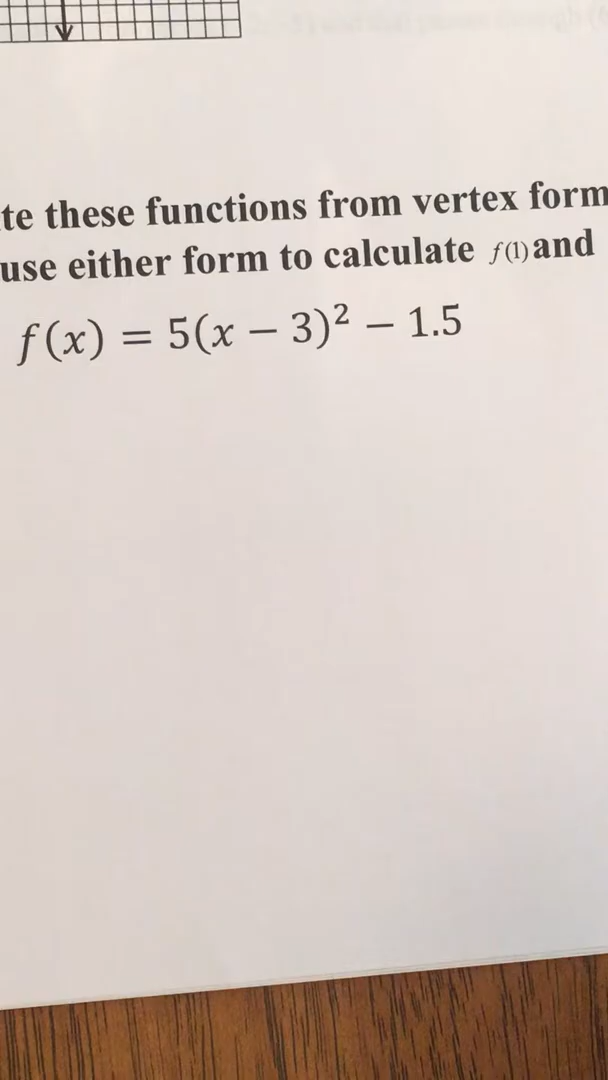 te these functions from vertex form
use either form to calculate f(1) and
f(x) = 5(x − 3)² − 1.5